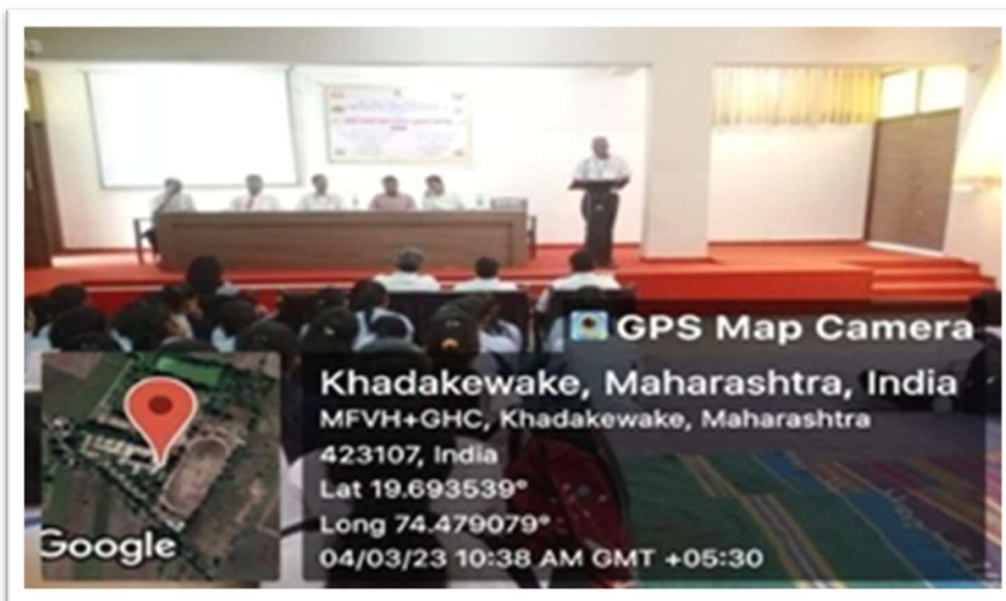 GPS Map Camera
Khadakewake, Maharashtra, India
MFVH+GHC, Khadakewake, Maharashtra
423107, India
Lat 19.693539°
Long 74.479079°
04/03/23 10:38 AM GMT +05:30
Google